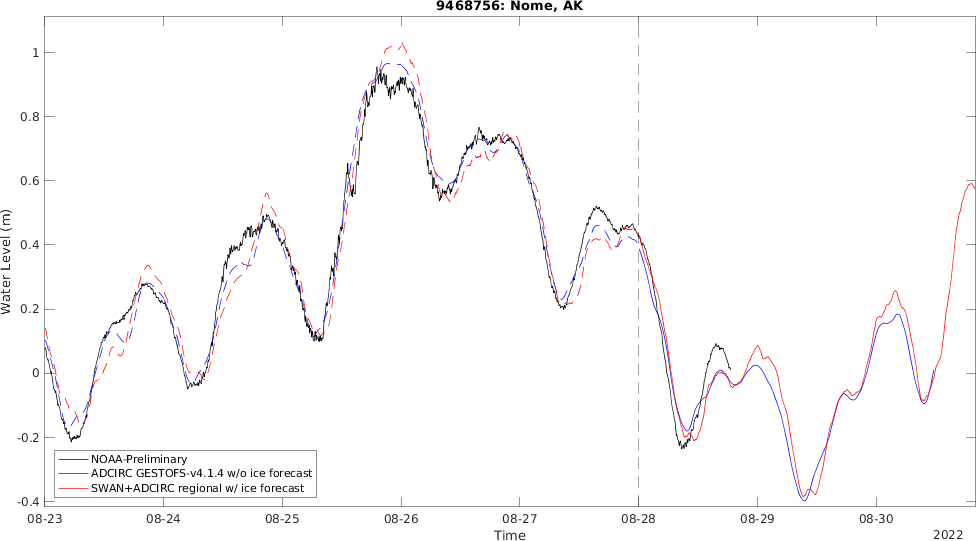 9468756: Nome, AK
Water Level (m)
1
0.8
0.6
0.4
0.2
0
-0.2
-0.4
NOAA-Preliminary
ADCIRC GESTOFS-v4.1.4 w/o ice forecast
SWAN+ADCIRC regional w/ ice forecast
08-23 08-24 08-25 08-26 08-27 08-28 08-29 08-30
Time
2022